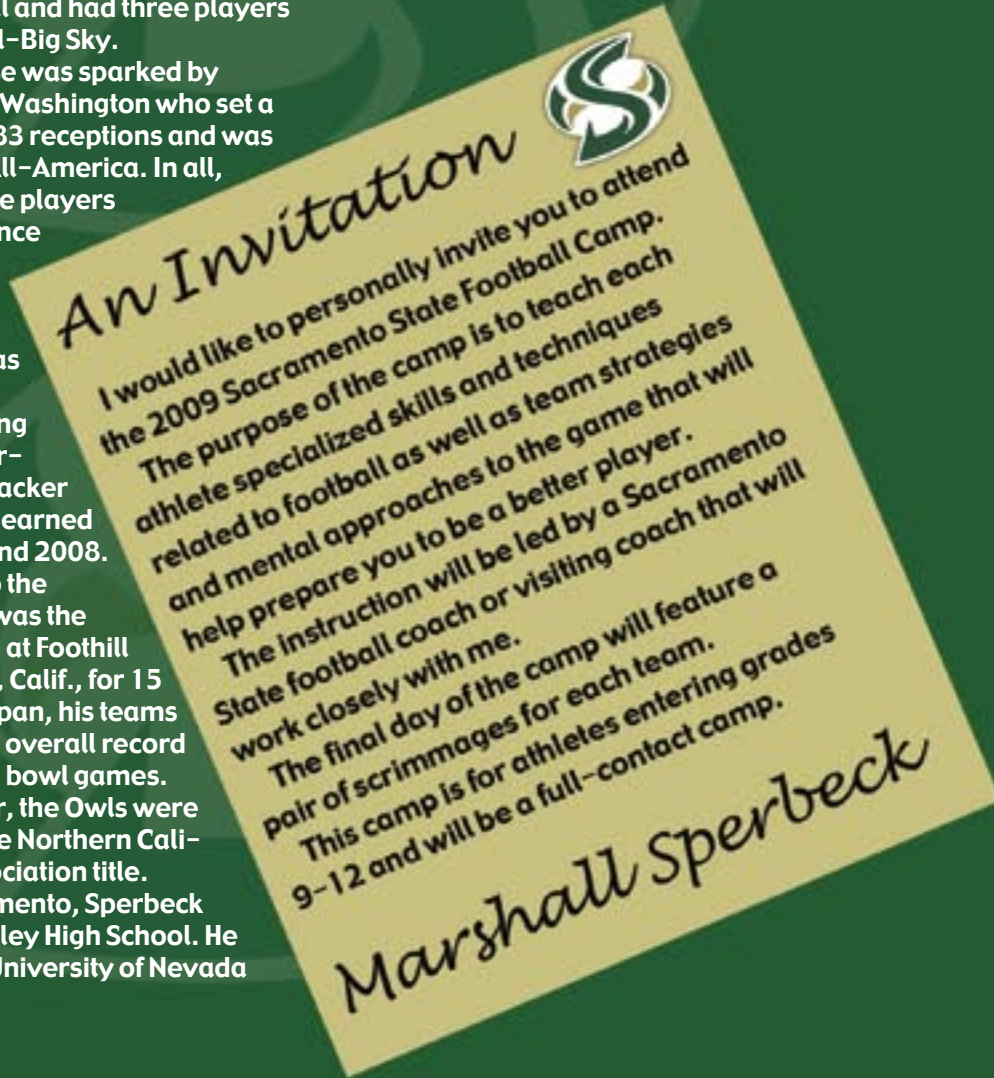 l and had three players
l-Big Sky.
se was sparked by
Washington who set a
83 receptions and was
ll-America. In all,
e players
nce
as
ng
r-
acker
earned
nd 2008.
o the
was the
at Foothill
, Calif., for 15
pan, his teams
overall record
bowl games.
r, the Owls were
e Northern Cali-
ociation title.
mento, Sperbeck
ley High School. He
University of Nevada
An Invitation
I would like to personally invite you to attend
the 2009 Sacramento State Football Camp.
The purpose of the camp is to teach each
athlete specialized skills and techniques
related to football as well as team strategies
and mental approaches to the game that will
help prepare you to be a better player.
The instruction will be led by a Sacramento
State football coach or visiting coach that will
work closely with me.
The final day of the camp will feature a
pair of scrimmages for each team.
This camp is for athletes entering grades
9-12 and will be a full-contact camp.
Marshall Sperbeck